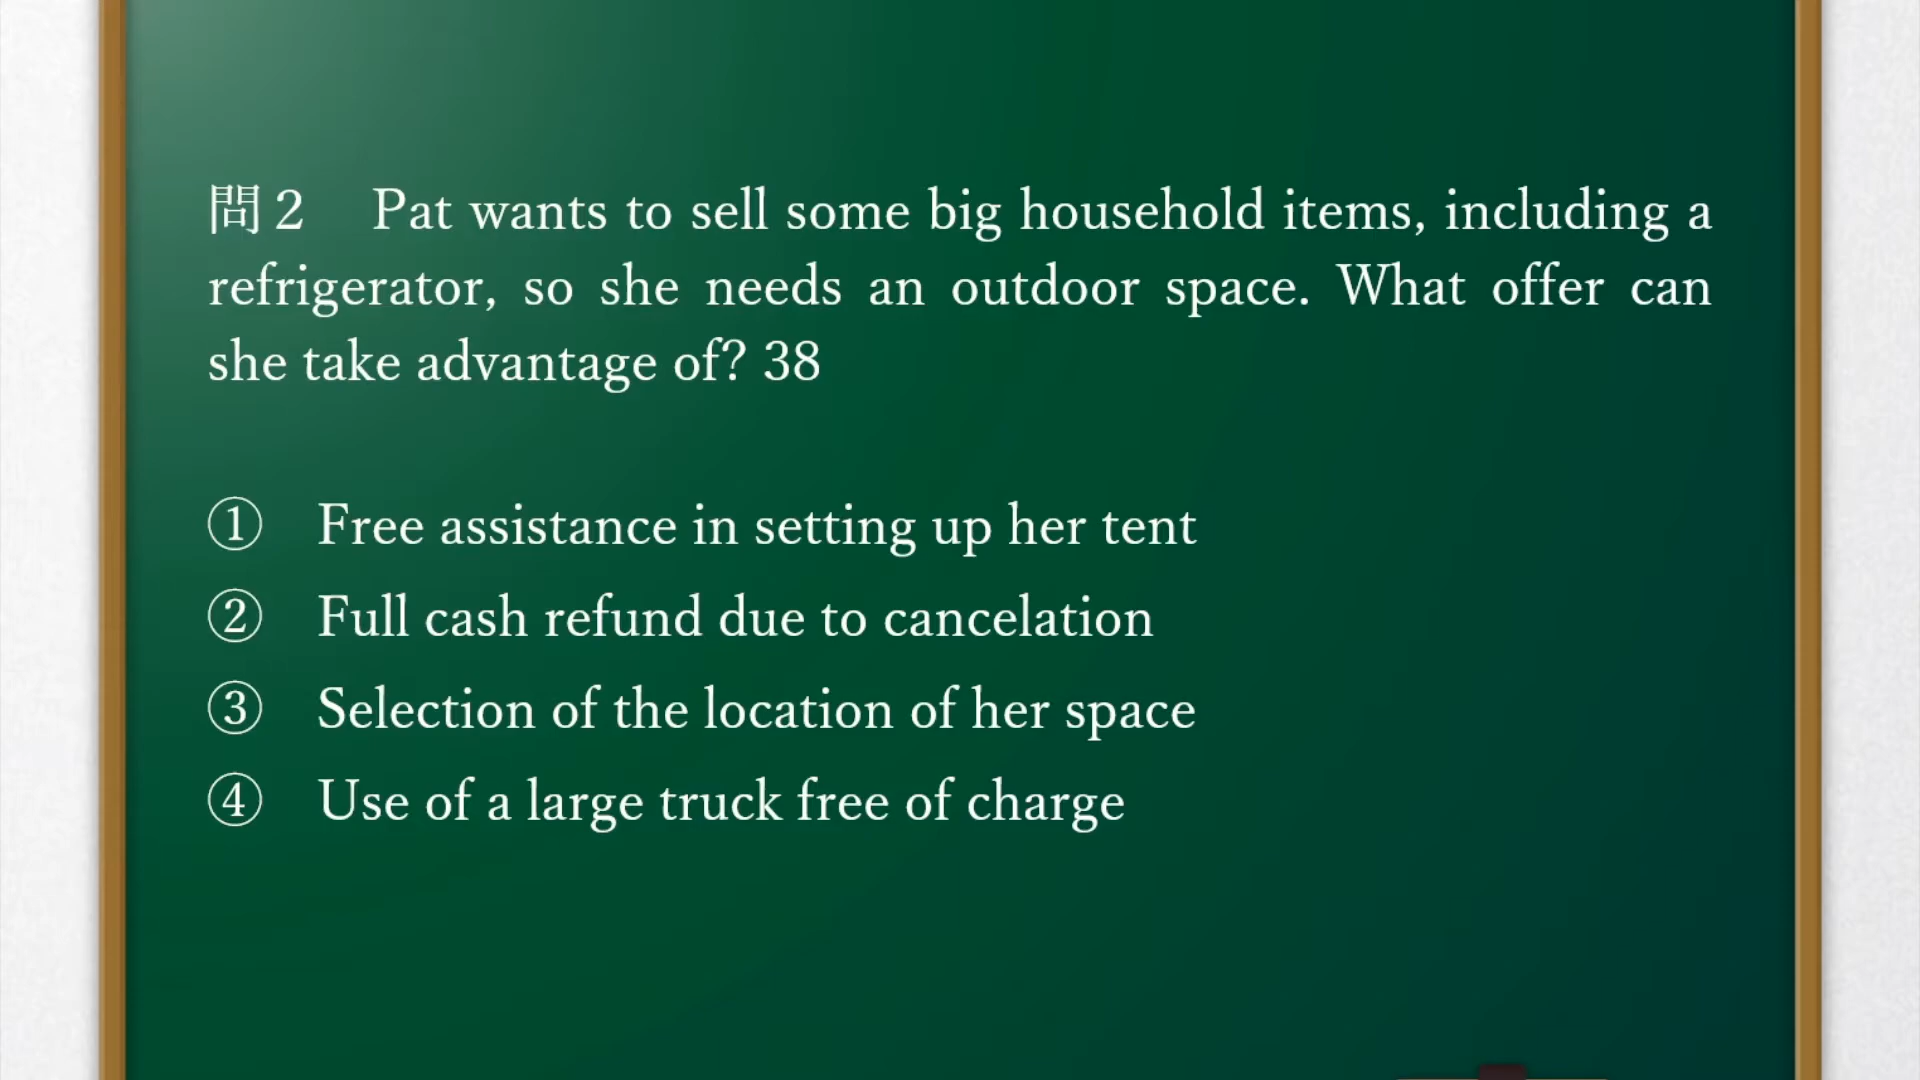 問2 Pat wants to sell some big household items, including a
refrigerator, so she needs an outdoor space. What offer can
she take advantage of? 38
① Free assistance in setting up her tent
② Full cash refund due to cancelation
③ Selection of the location of her space
④ Use of a large truck free of charge